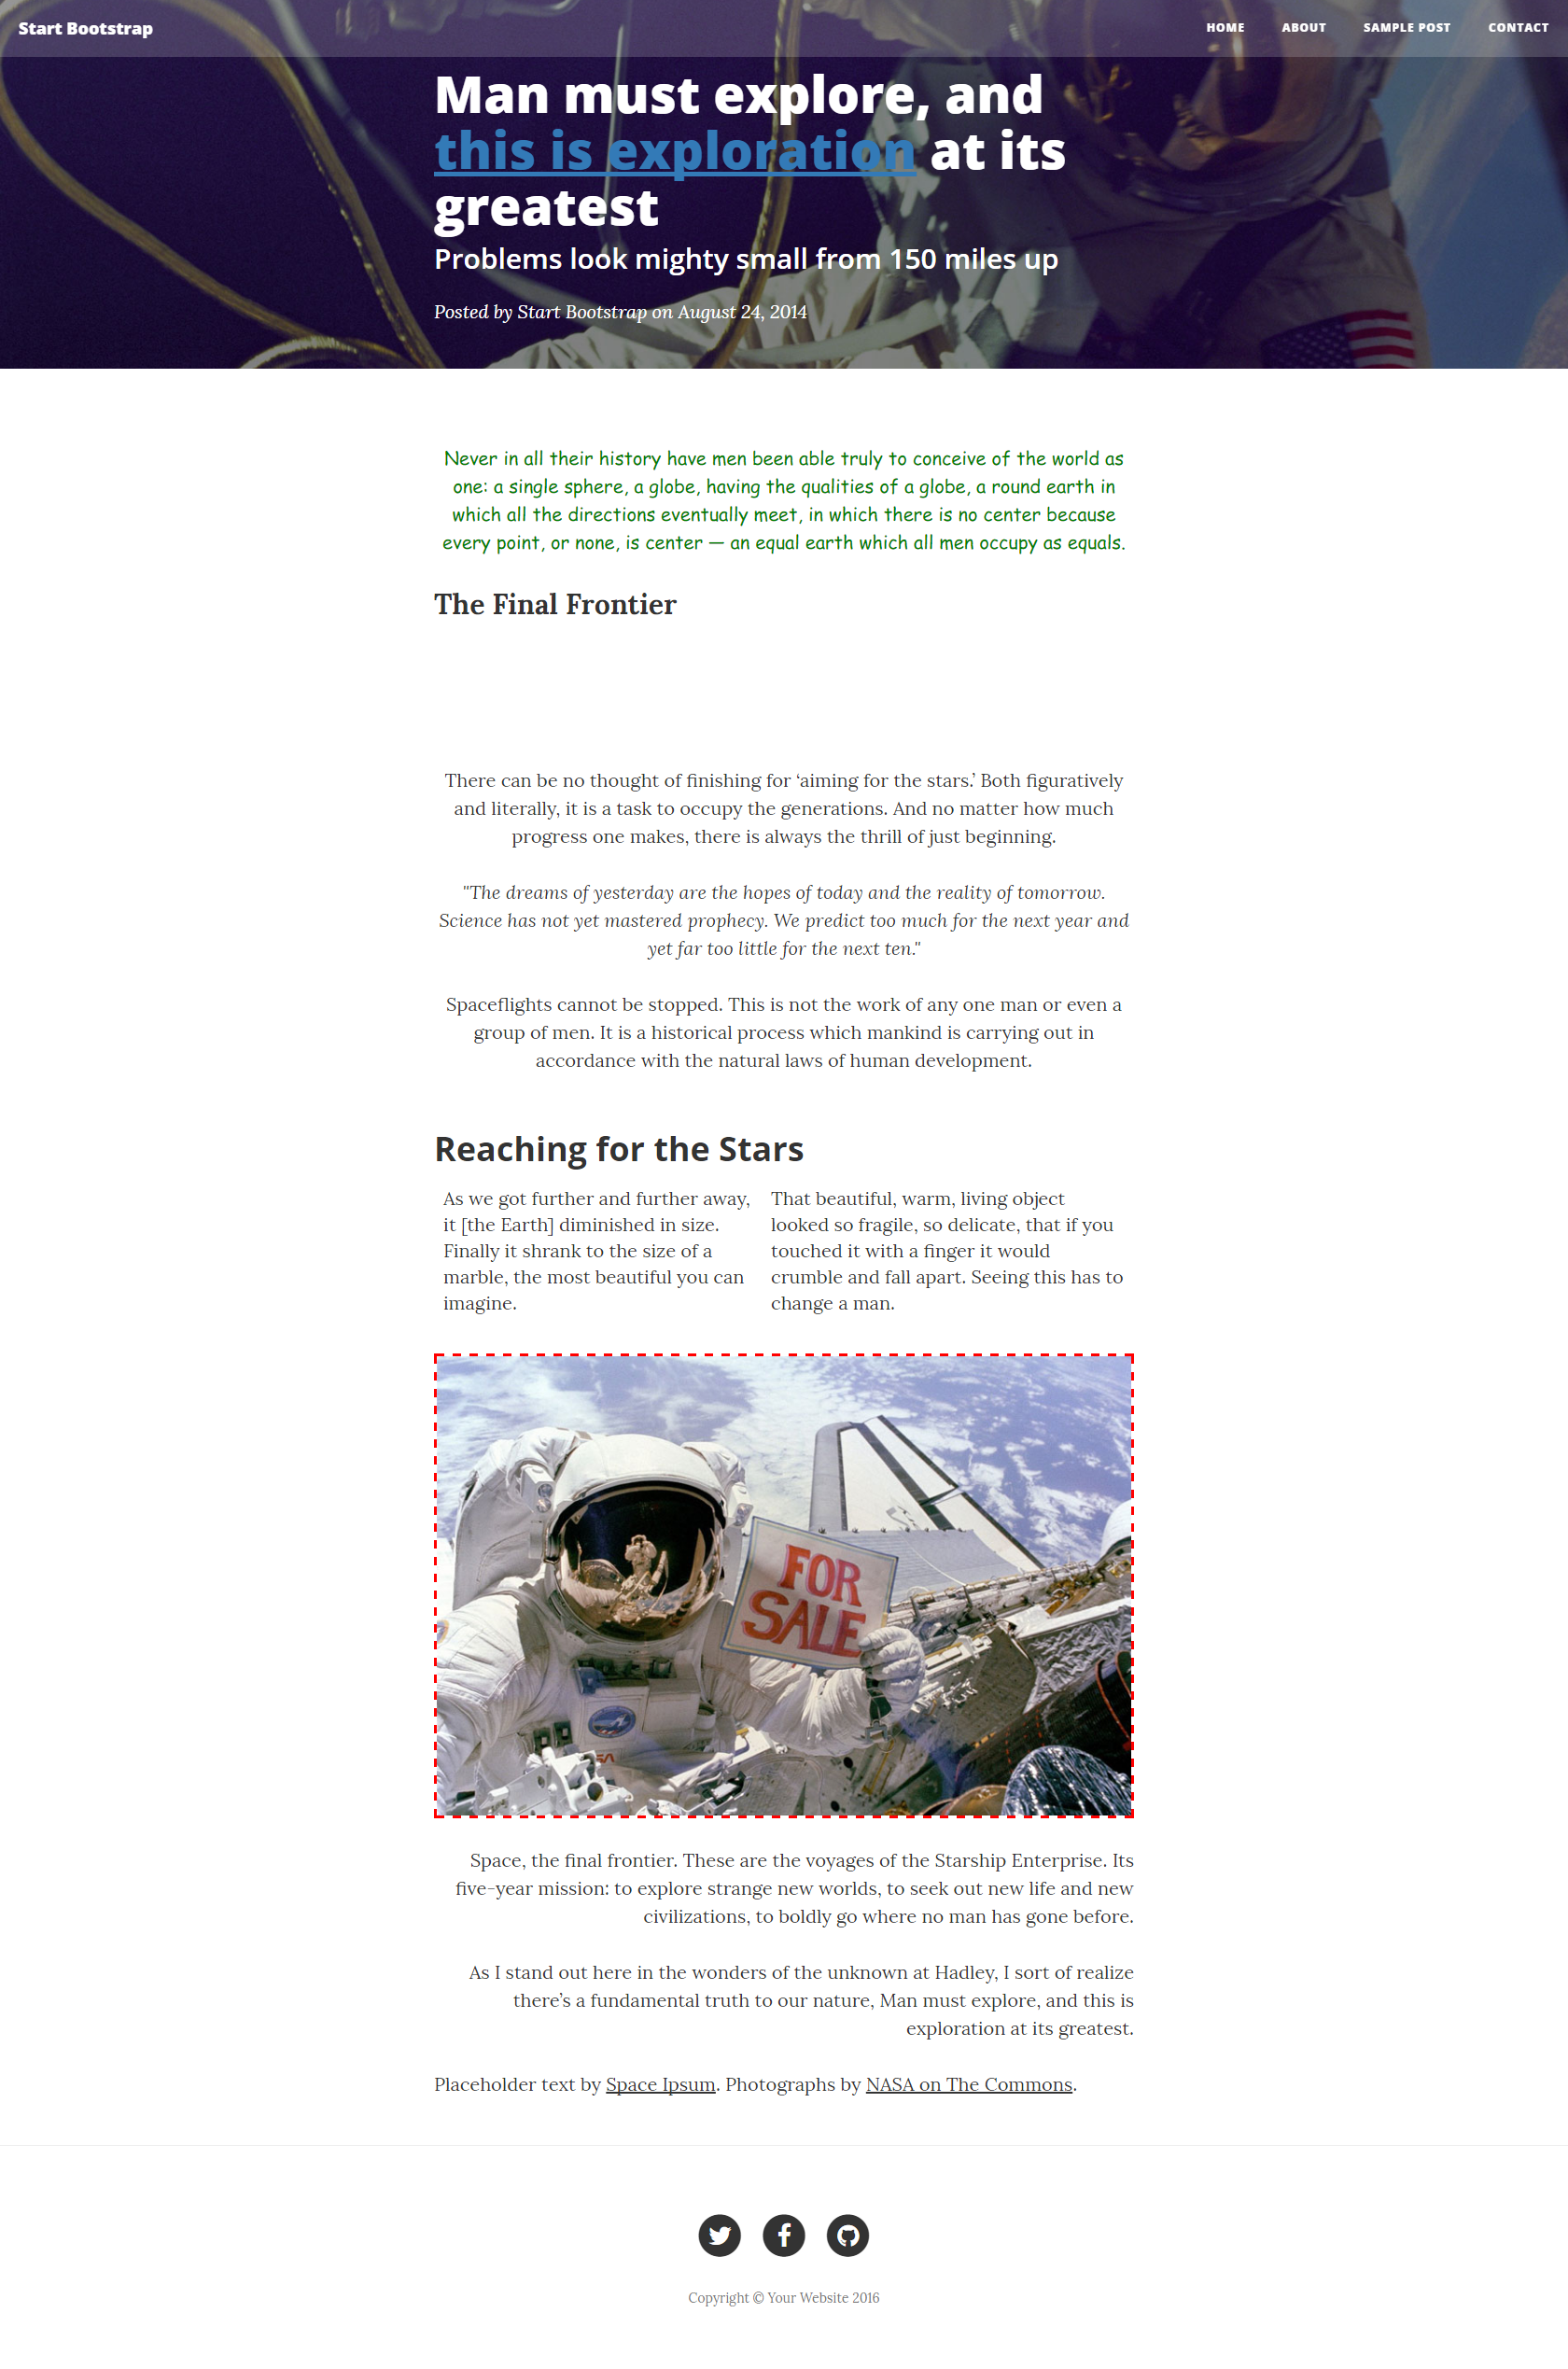 Start Bootstrap
HOME ABOUT SAMPLE POST CONTACT
Man must explore, and
this is exploration at its
greatest
Problems look mighty small from 150 miles up
Posted by Start Bootstrap on August 24, 2014
Never in all their history have men been able truly to conceive of the world as
one: a single sphere, a globe, having the qualities of a globe, a round earth in
which all the directions eventually meet, in which there is no center because
every point, or none, is center — an equal earth which all men occupy as equals.
The Final Frontier
There can be no thought of finishing for ‘aiming for the stars.’ Both figuratively
and literally, it is a task to occupy the generations. And no matter how much
progress one makes, there is always the thrill of just beginning.
"The dreams of yesterday are the hopes of today and the reality of tomorrow.
Science has not yet mastered prophecy. We predict too much for the next year and
yet far too little for the next ten."
Spaceflights cannot be stopped. This is not the work of any one man or even a
group of men. It is a historical process which mankind is carrying out in
accordance with the natural laws of human development.
Reaching for the Stars
As we got further and further away,
it [the Earth] diminished in size.
Finally it shrank to the size of a
marble, the most beautiful you can
imagine.
That beautiful, warm, living object
looked so fragile, so delicate, that if you
touched it with a finger it would
crumble and fall apart. Seeing this has to
change a man.
FOR
SALE
Space, the final frontier. These are the voyages of the Starship Enterprise. Its
five-year mission: to explore strange new worlds, to seek out new life and new
civilizations, to boldly go where no man has gone before.
As I stand out here in the wonders of the unknown at Hadley, I sort of realize
there’s a fundamental truth to our nature, Man must explore, and this is
exploration at its greatest.
Placeholder text by Space Ipsum. Photographs by NASA on The Commons.
Copyright © Your Website 2016